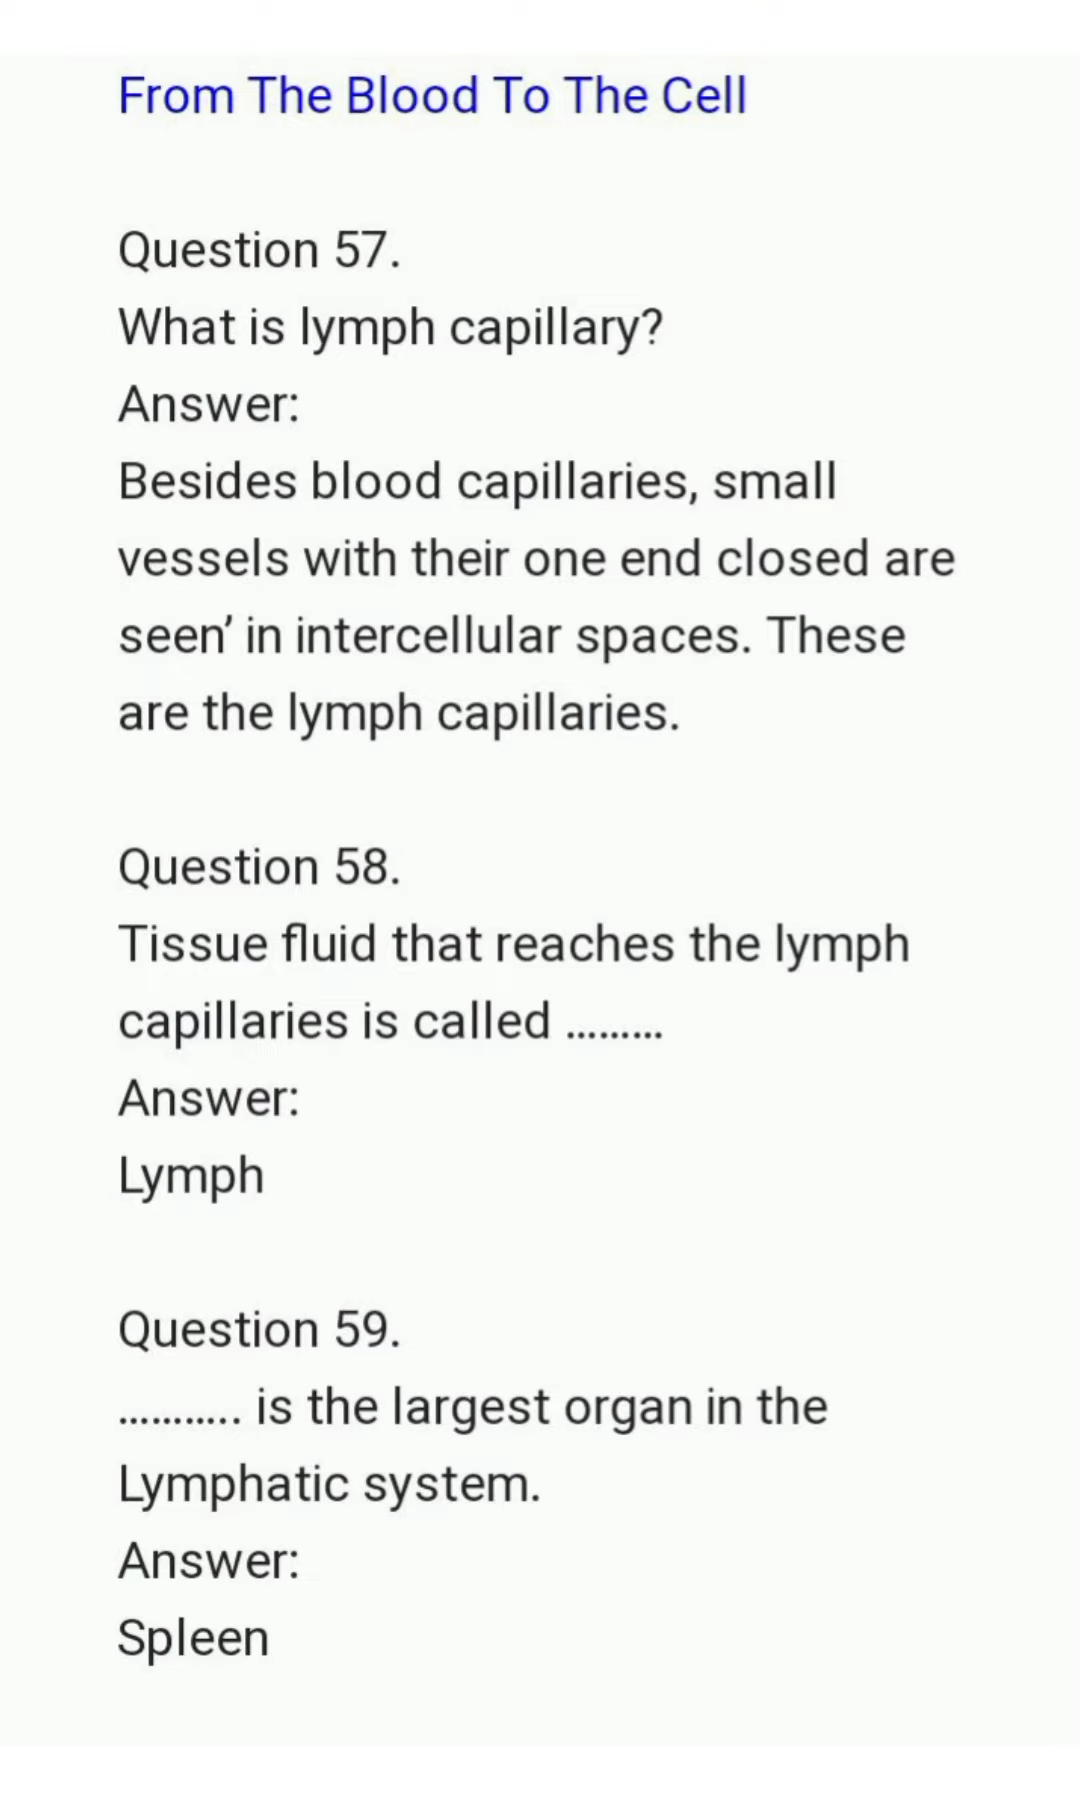 From The Blood To The Cell
Question 57.
What is lymph capillary?
Answer:
Besides blood capillaries, small
vessels with their one end closed are
seen’ in intercellular spaces. These
are the lymph capillaries.
Question 58.
Tissue fluid that reaches the lymph
capillaries is called ………
Answer:
Lymph
Question 59.
……….. is the largest organ in the
Lymphatic system.
Answer:
Spleen